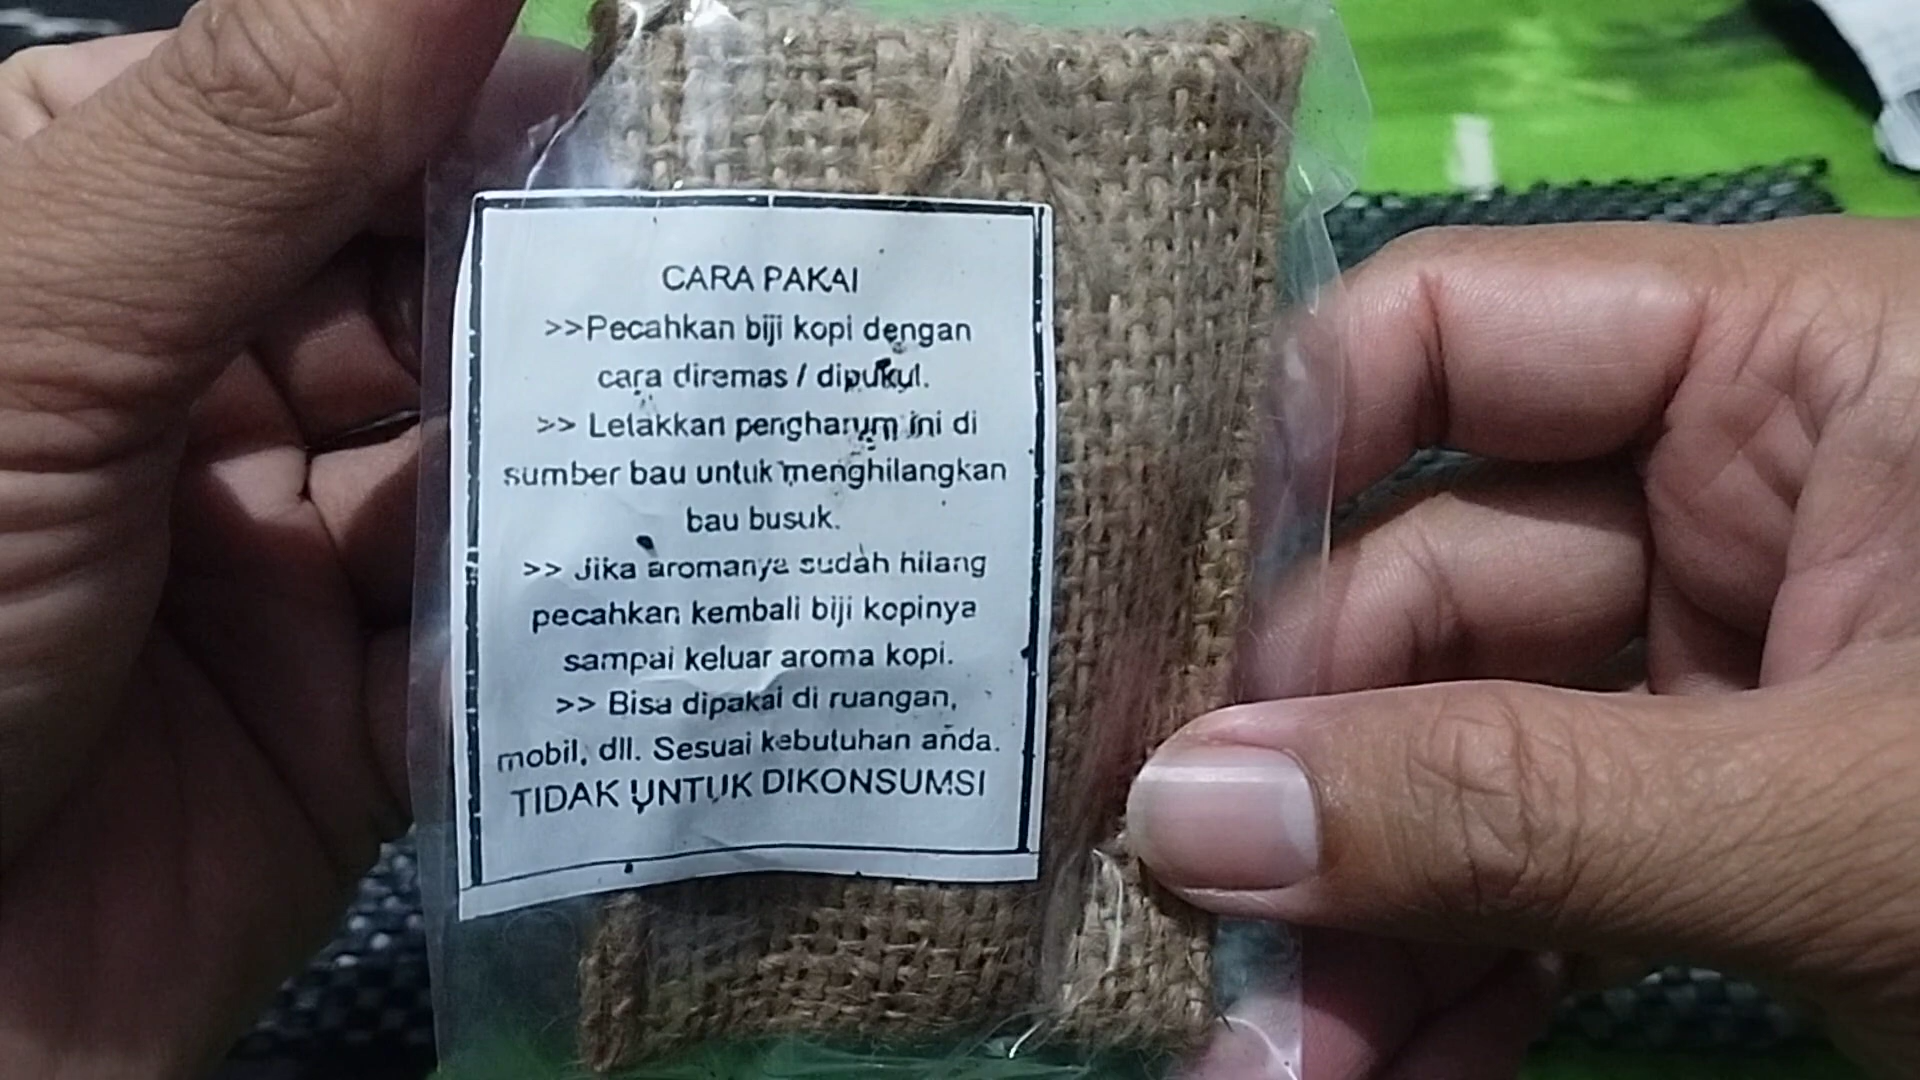 CARA PAKAI
>>Pecahkan biji kopi dengan
cara diremas / dipukul.
>> Letakkan pengharum ini di
sumber bau untuk menghilangkan
bau busuk.
>> Jika aromanya sudah hilang
pecahkan kembali biji kopinya
sampai keluar aroma kopi.
>> Bisa dipakai di ruangan,
mobil, dll. Sesuai kebutuhan anda.
TIDAK UNTUK DIKONSUMSI